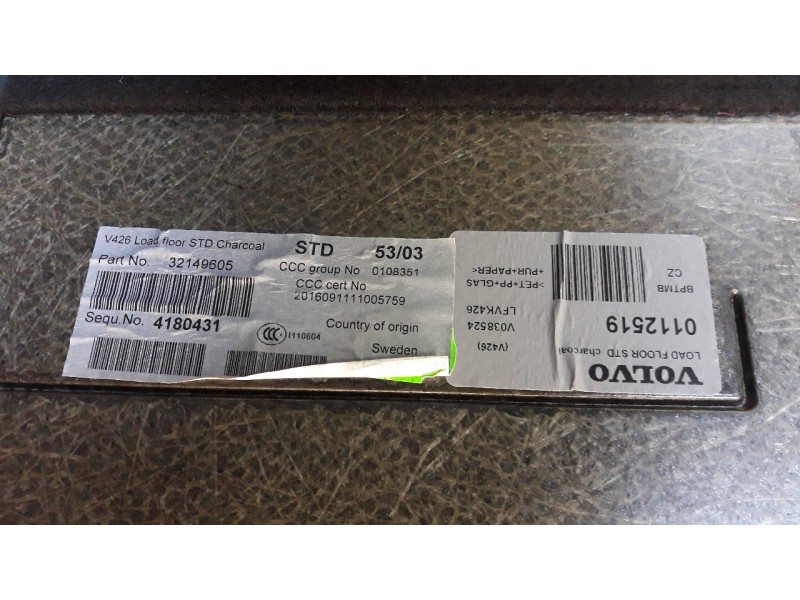 V426 Load floor STD Charcoal
STD 53/03
Part No. 32149605
CCC group No 0108351
CCC cert No
2016091111005759
Sequ.No. 4180431
CCC I110604
Country of origin
Sweden
VOLVO
LOAD FLOOR STD charcoal
(V426)
0112519
V038524
LFVK426
>PET+PP+GLAS
+PUR+PAPER<
CZ
BPTMB